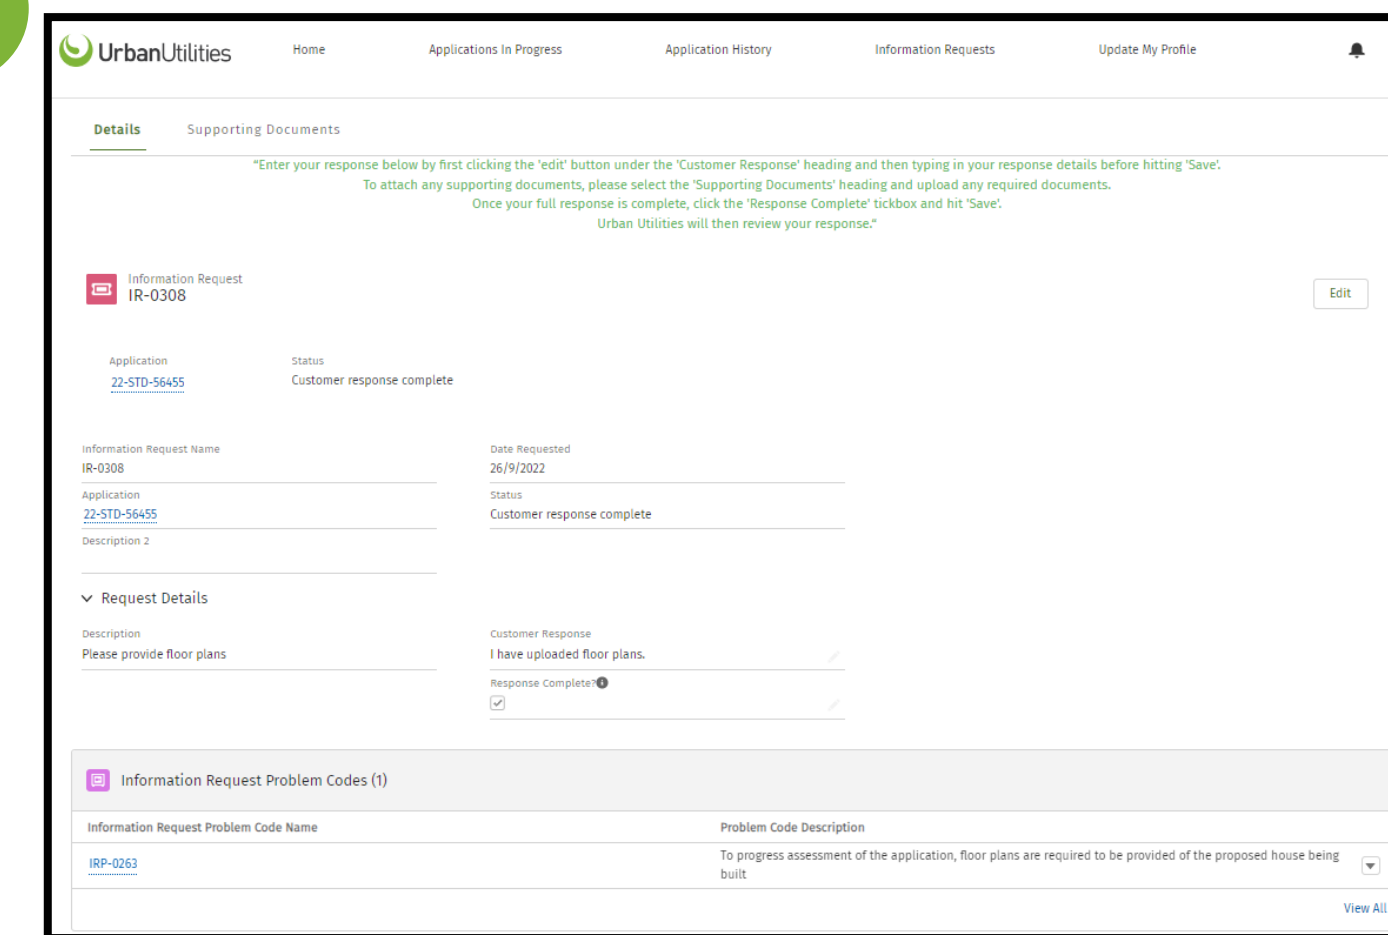 UrbanUtilities Home Applications In Progress Application History Information Requests Update My Profile
Details Supporting Documents
“Enter your response below by first clicking the 'edit' button under the 'Customer Response' heading and then typing in your response details before hitting 'Save'.
To attach any supporting documents, please select the 'Supporting Documents' heading and upload any required documents.
Once your full response is complete, click the 'Response Complete' tickbox and hit 'Save'.
Urban Utilities will then review your response.“
Information Request
IR-0308
Edit
Application Status
22-STD-56455 Customer response complete
Information Request Name Date Requested
IR-0308 26/9/2022
Application Status
22-STD-56455 Customer response complete
Description 2
Request Details
Description Customer Response
Please provide floor plans I have uploaded floor plans.
Response Complete?
Information Request Problem Codes (1)
Information Request Problem Code Name Problem Code Description
IRP-0263 To progress assessment of the application, floor plans are required to be provided of the proposed house being
built
View All